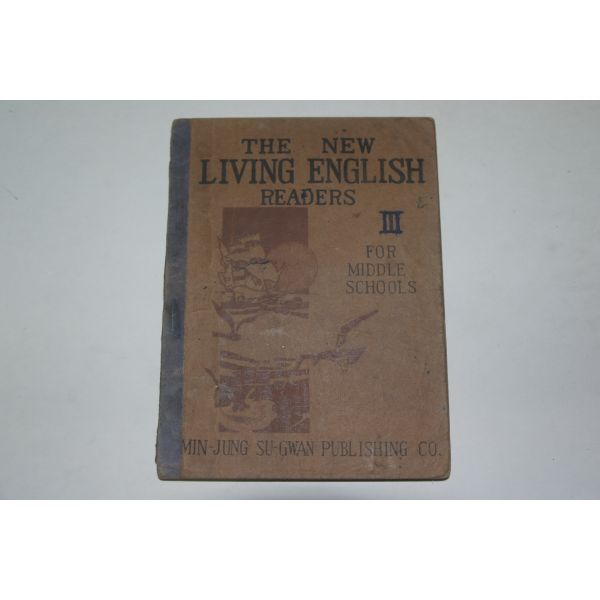 THE NEW
LIVING ENGLISH
READERS
III
FOR
MIDDLE
SCHOOLS
MIN-JUNG SU-GWAN PUBLISHING CO.